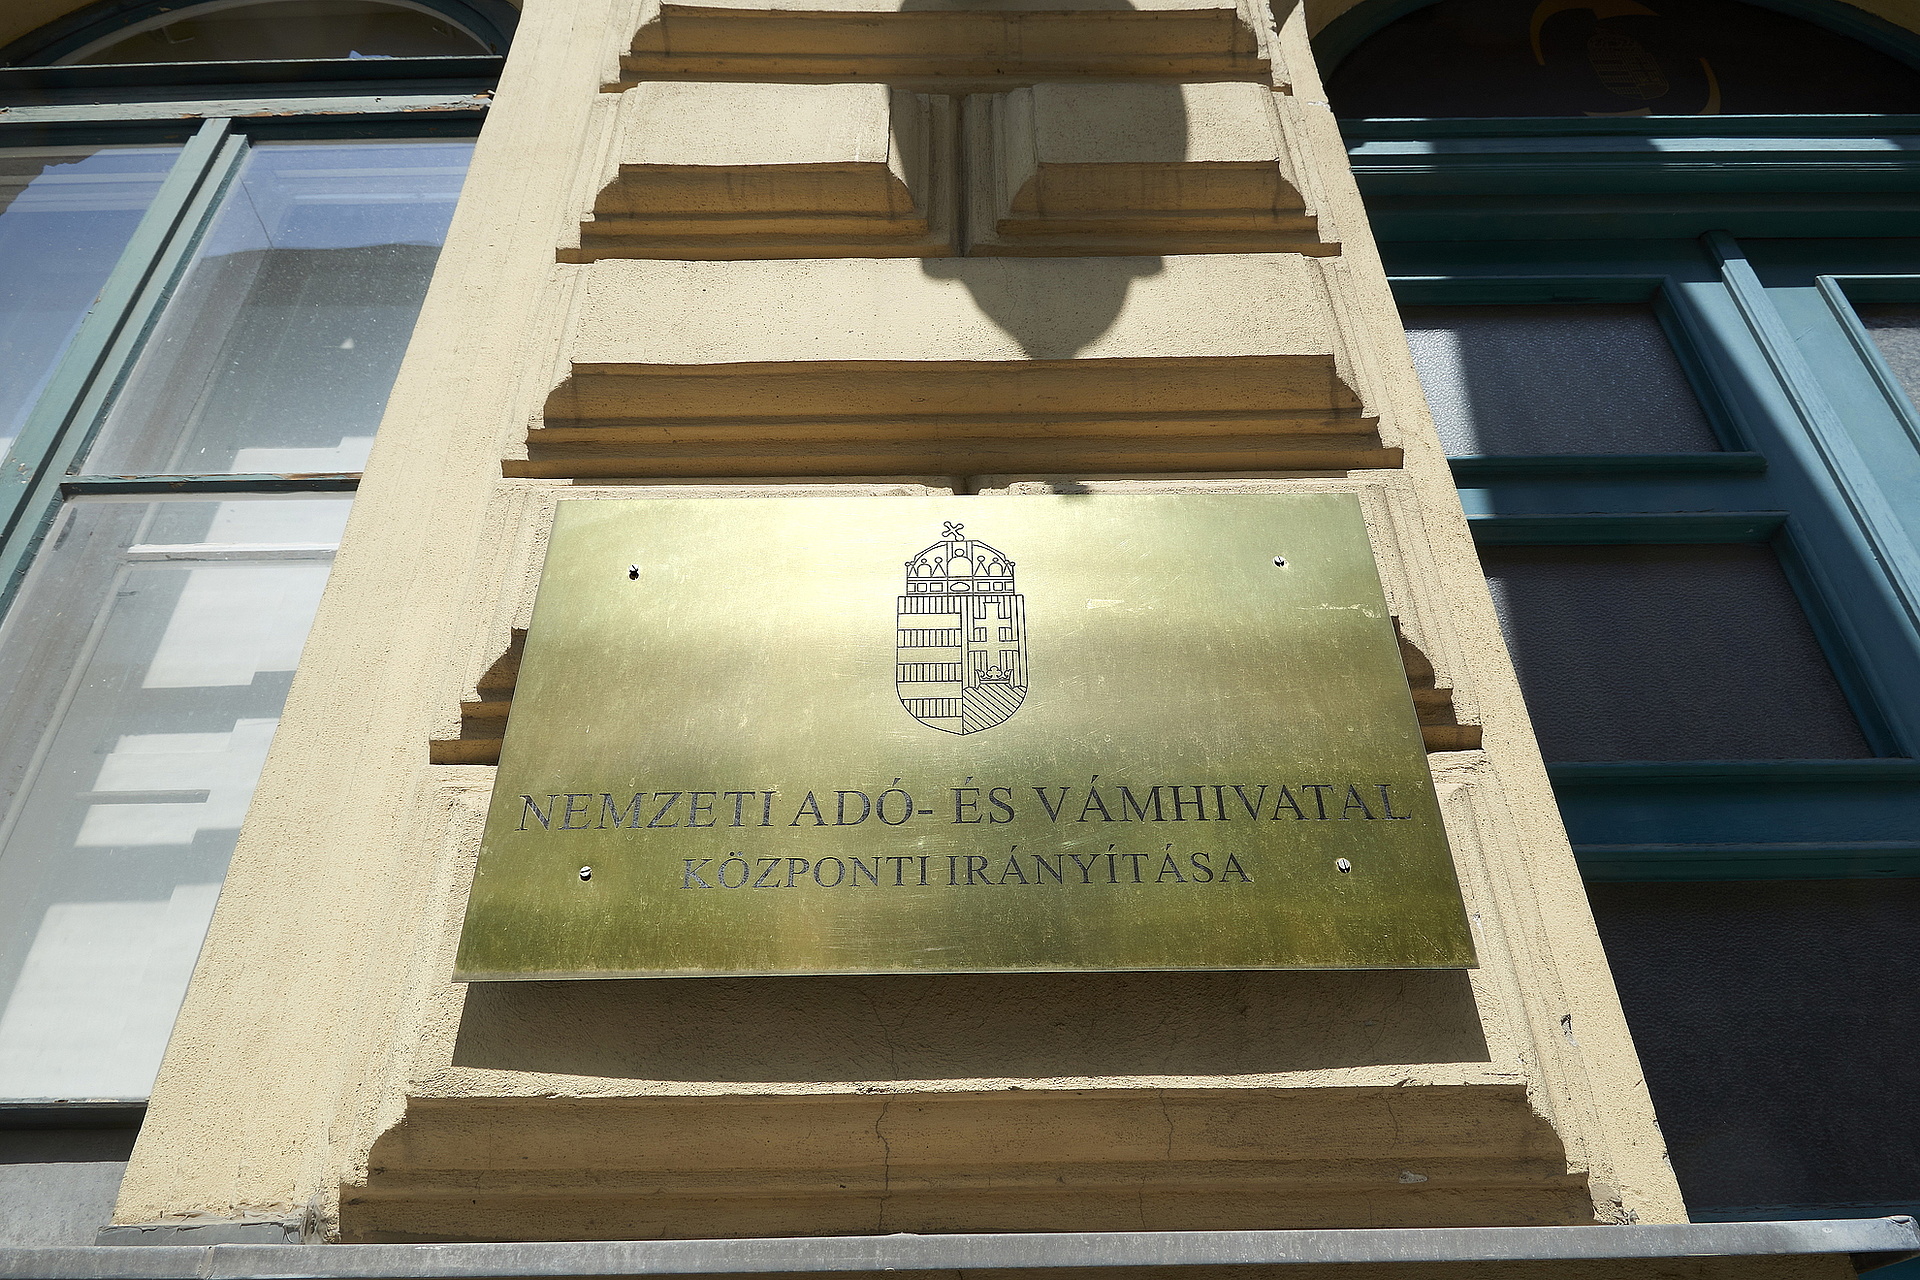 NEMZETI ADÓ- ÉS VÁMHIVATAL
KÖZPONTI IRÁNYÍTÁSA